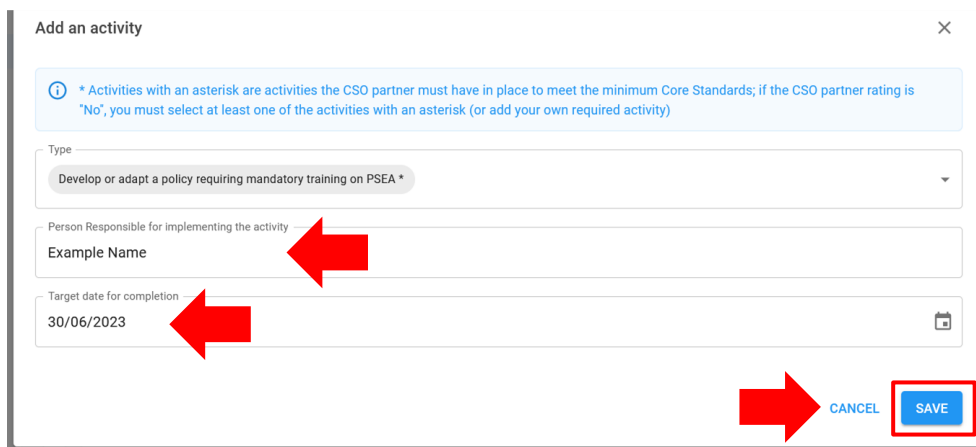 Add an activity
* Activities with an asterisk are activities the CSO partner must have in place to meet the minimum Core Standards; if the CSO partner rating is
"No", you must select at least one of the activities with an asterisk (or add your own required activity)
Type
Develop or adapt a policy requiring mandatory training on PSEA *
Person Responsible for implementing the activity
Example Name
Target date for completion
30/06/2023
CANCEL SAVE